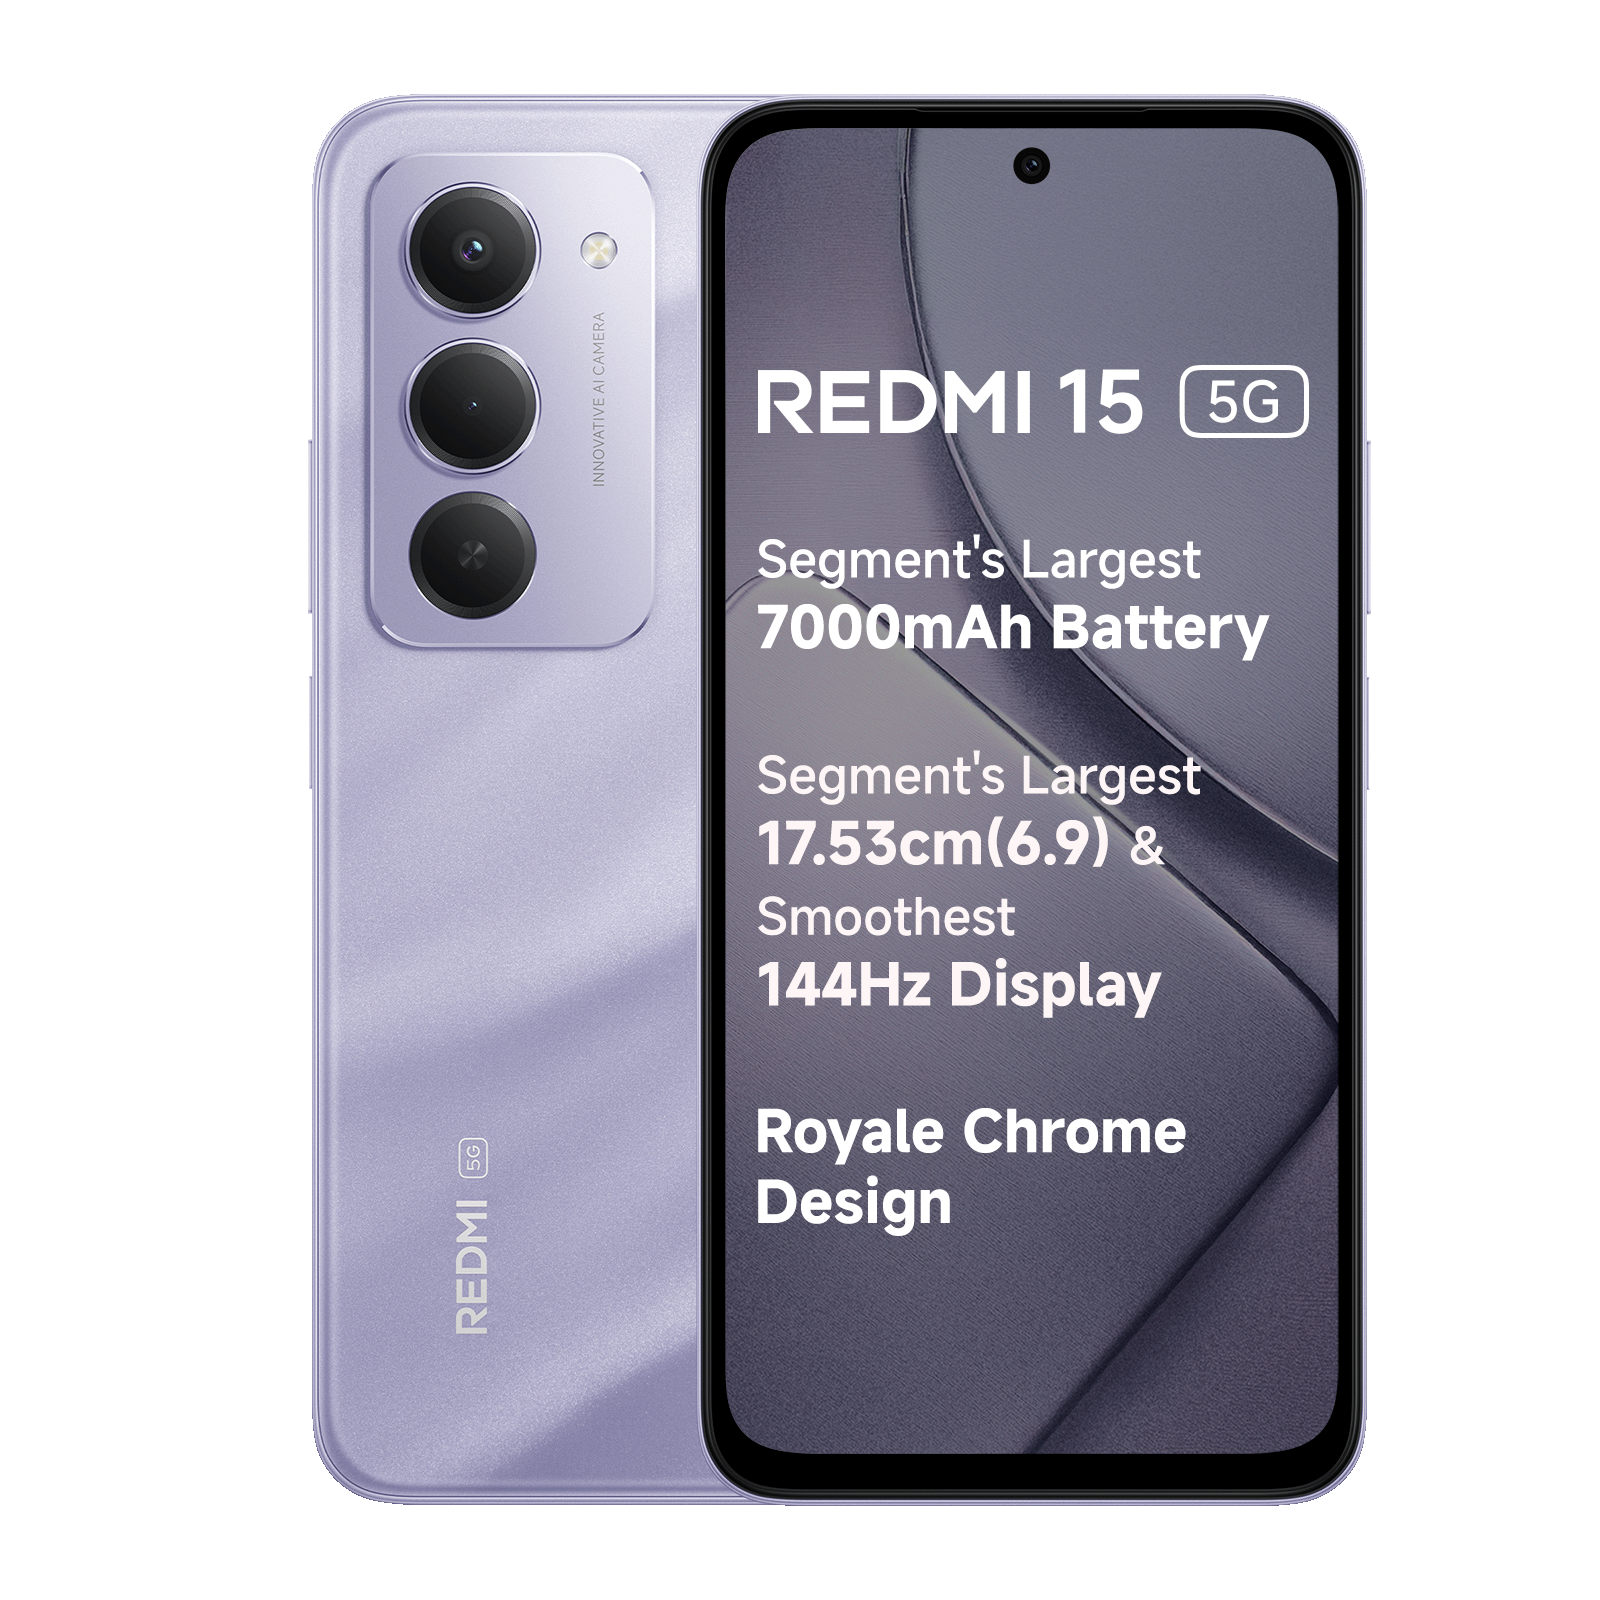 INNOVATIVE AI CAMERA
REDMI 5G
REDMI 15 5G
Segment's Largest
7000mAh Battery
Segment's Largest
17.53cm(6.9) &
Smoothest
144Hz Display
Royale Chrome
Design